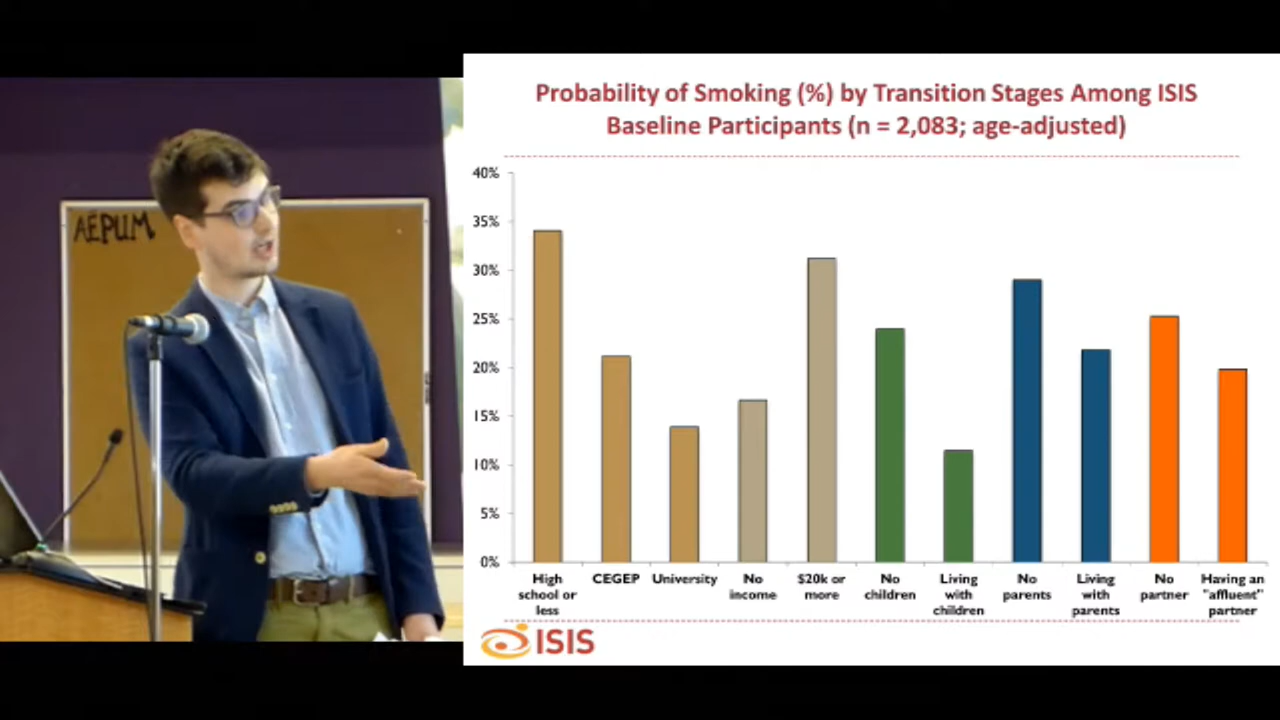 AÉPUM
Probability of Smoking (%) by Transition Stages Among ISIS
Baseline Participants (n = 2,083; age-adjusted)
40%
35%
30%
25%
20%
15%
10%
5%
0%
High
school or
less
CEGEP
University
No
income
$20k or
more
No
children
Living
with
children
No
parents
Living
with
parents
No
partner
Having an
"affluent"
partner
ISIS